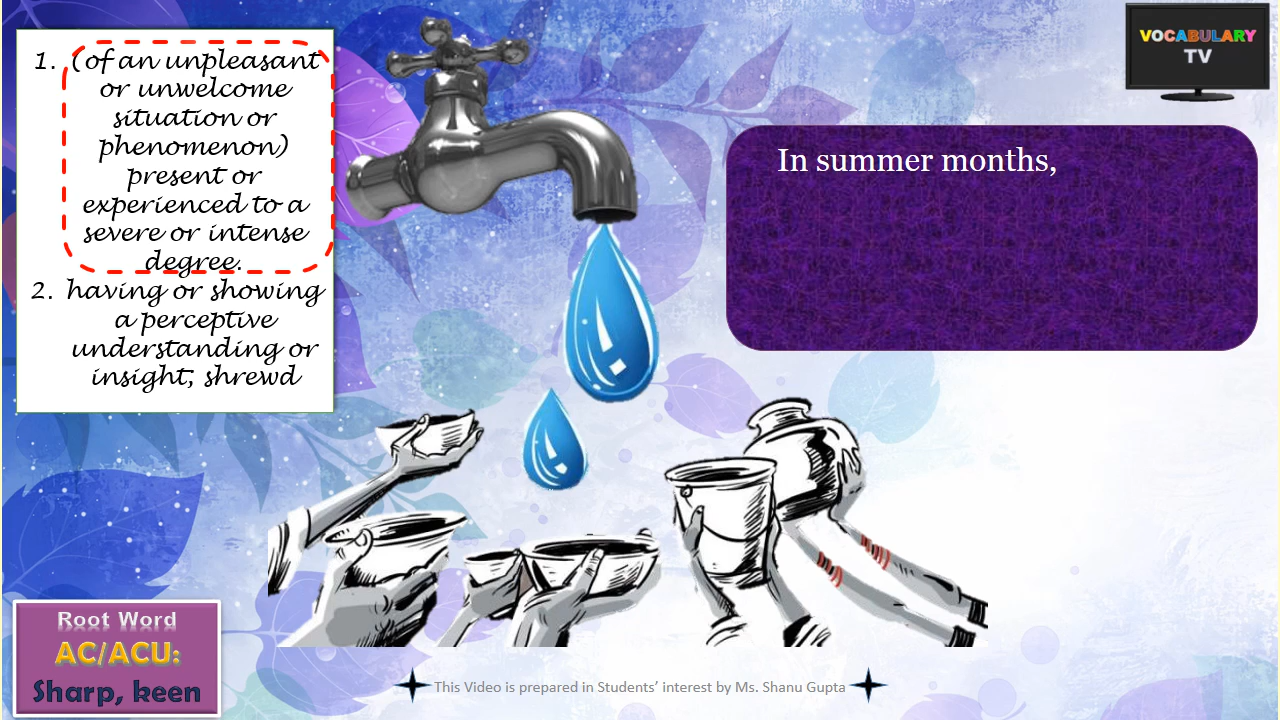 1. (of an unpleasant
or unwelcome
situation or
phenomenon)
present or
experienced to a
severe or intense
degree.
2. having or showing
a perceptive
understanding or
insight; shrewd
VOCABULARY
TV
In summer months,
Root Word
AC/ACU:
Sharp, keen
This Video is prepared in Students' interest by Ms. Shanu Gupta